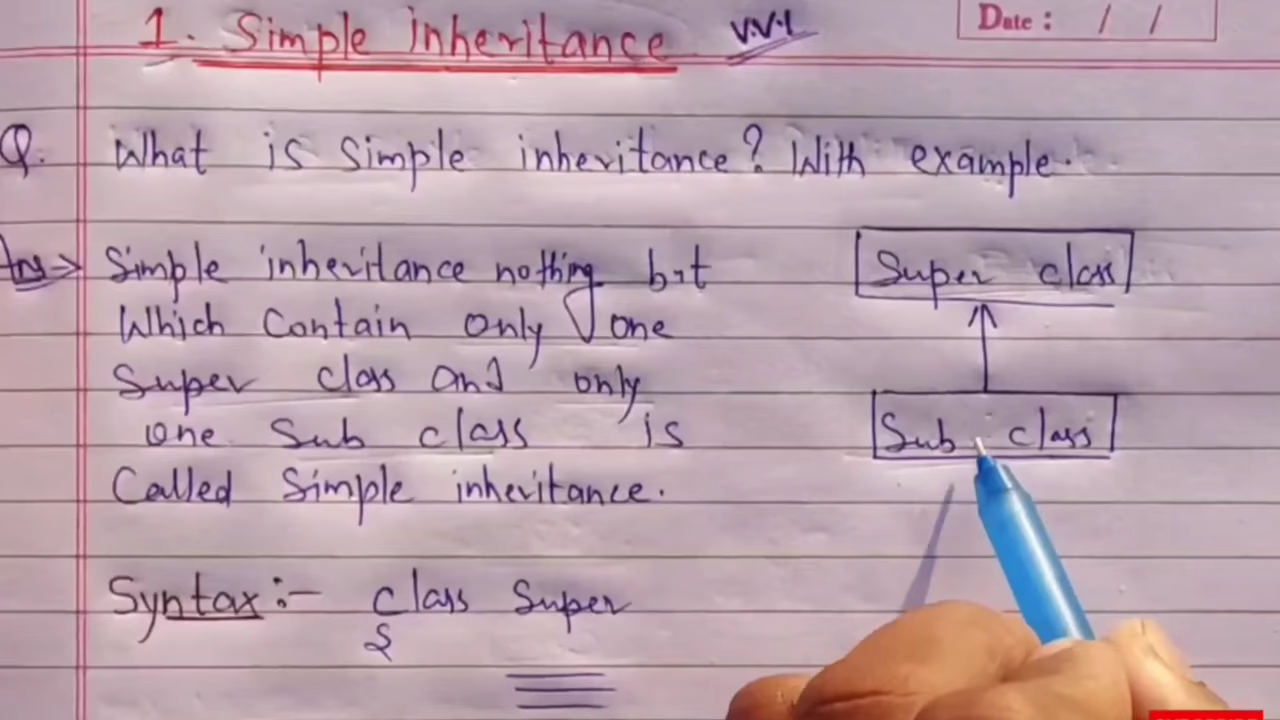 Date : / /
1. Simple inheritance V.V.I
Q. What is simple inheritance? With example.
Ans⇒ Simple inheritance nothing but
Which Contain only one
Super class and only
one Sub class is
Called Simple inheritance.
Super class
Sub class
Syntax :- class Super
{